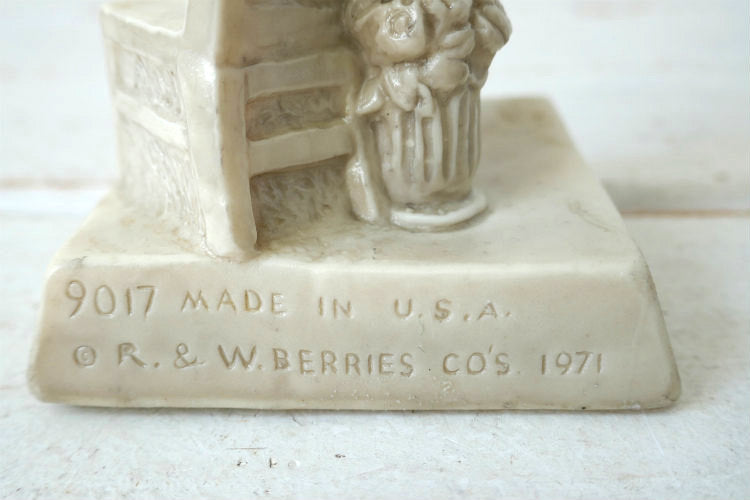 9017 MADE IN U.S.A.
© R. & W. BERRIES CO'S. 1971